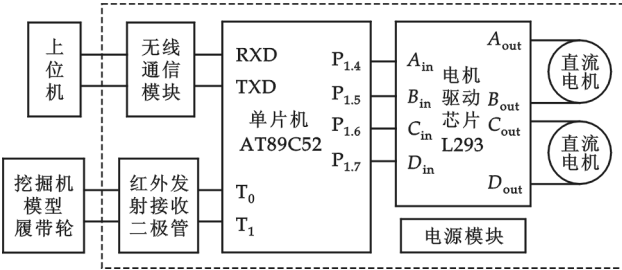 上位机
无线通信模块
RXD
TXD
单片机
AT89C52
P1.4
P1.5
P1.6
P1.7
T0
T1
Ain
Bin
Cin
Din
电机驱动芯片
L293
Aout
Bout
Cout
Dout
直流电机
直流电机
挖掘机模型履带轮
红外发射接收二极管
电源模块